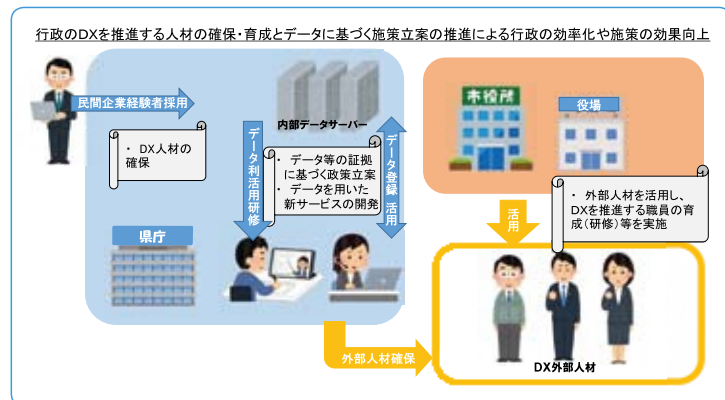 行政のDXを推進する人材の確保・育成とデータに基づく施策立案の推進による行政の効率化や施策の効果向上
民間企業経験者採用
・ DX人材の
確保
内部データサーバー
データ利活用研修
・ データ等の証拠
に基づく政策立案
・ データを用いた
新サービスの開発
データ登録 活用
県庁
市役所
役場
・ 外部人材を活用し、
DXを推進する職員の育
成(研修)等を実施
活用
外部人材確保
DX外部人材